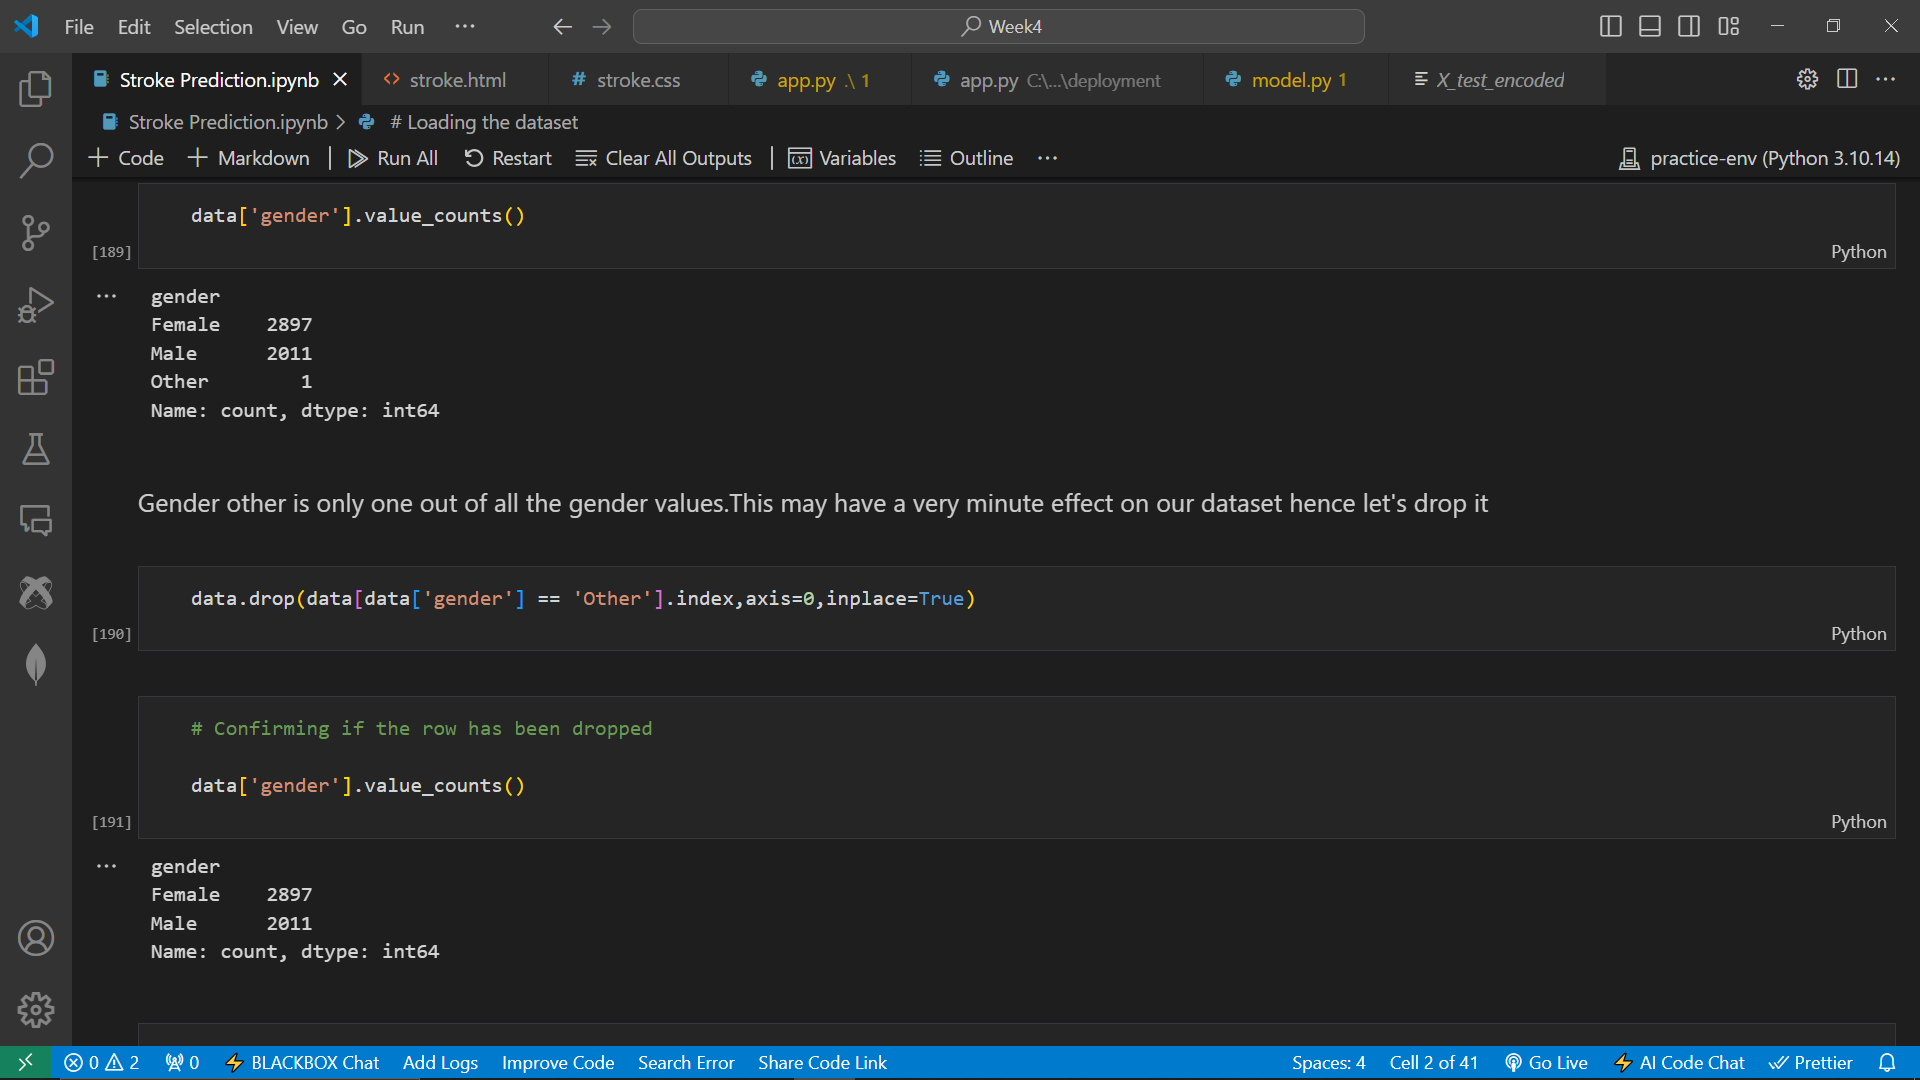 File Edit Selection View Go Run ··· Week4
Stroke Prediction.ipynb stroke.html # stroke.css app.py .\ 1 app.py C:\...\deployment model.py 1 X_test_encoded
Stroke Prediction.ipynb > # Loading the dataset
+ Code + Markdown | Run All Restart Clear All Outputs | Variables Outline ··· practice-env (Python 3.10.14)
data['gender'].value_counts()
[189] Python
gender
Female 2897
Male 2011
Other 1
Name: count, dtype: int64
Gender other is only one out of all the gender values.This may have a very minute effect on our dataset hence let's drop it
data.drop(data[data['gender'] == 'Other'].index,axis=0,inplace=True)
[190] Python
# Confirming if the row has been dropped
data['gender'].value_counts()
[191] Python
gender
Female 2897
Male 2011
Name: count, dtype: int64
0 2 0 BLACKBOX Chat Add Logs Improve Code Search Error Share Code Link Spaces: 4 Cell 2 of 41 Go Live AI Code Chat Prettier